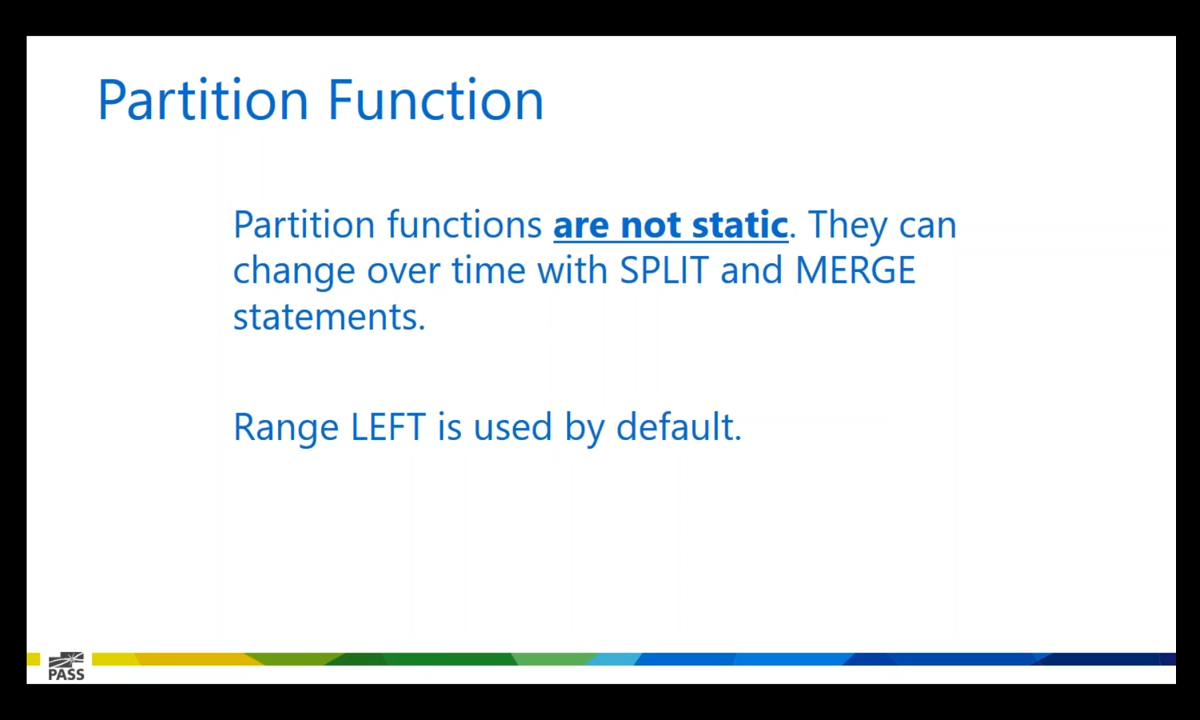 Partition Function
Partition functions are not static. They can
change over time with SPLIT and MERGE
statements.
Range LEFT is used by default.
PASS